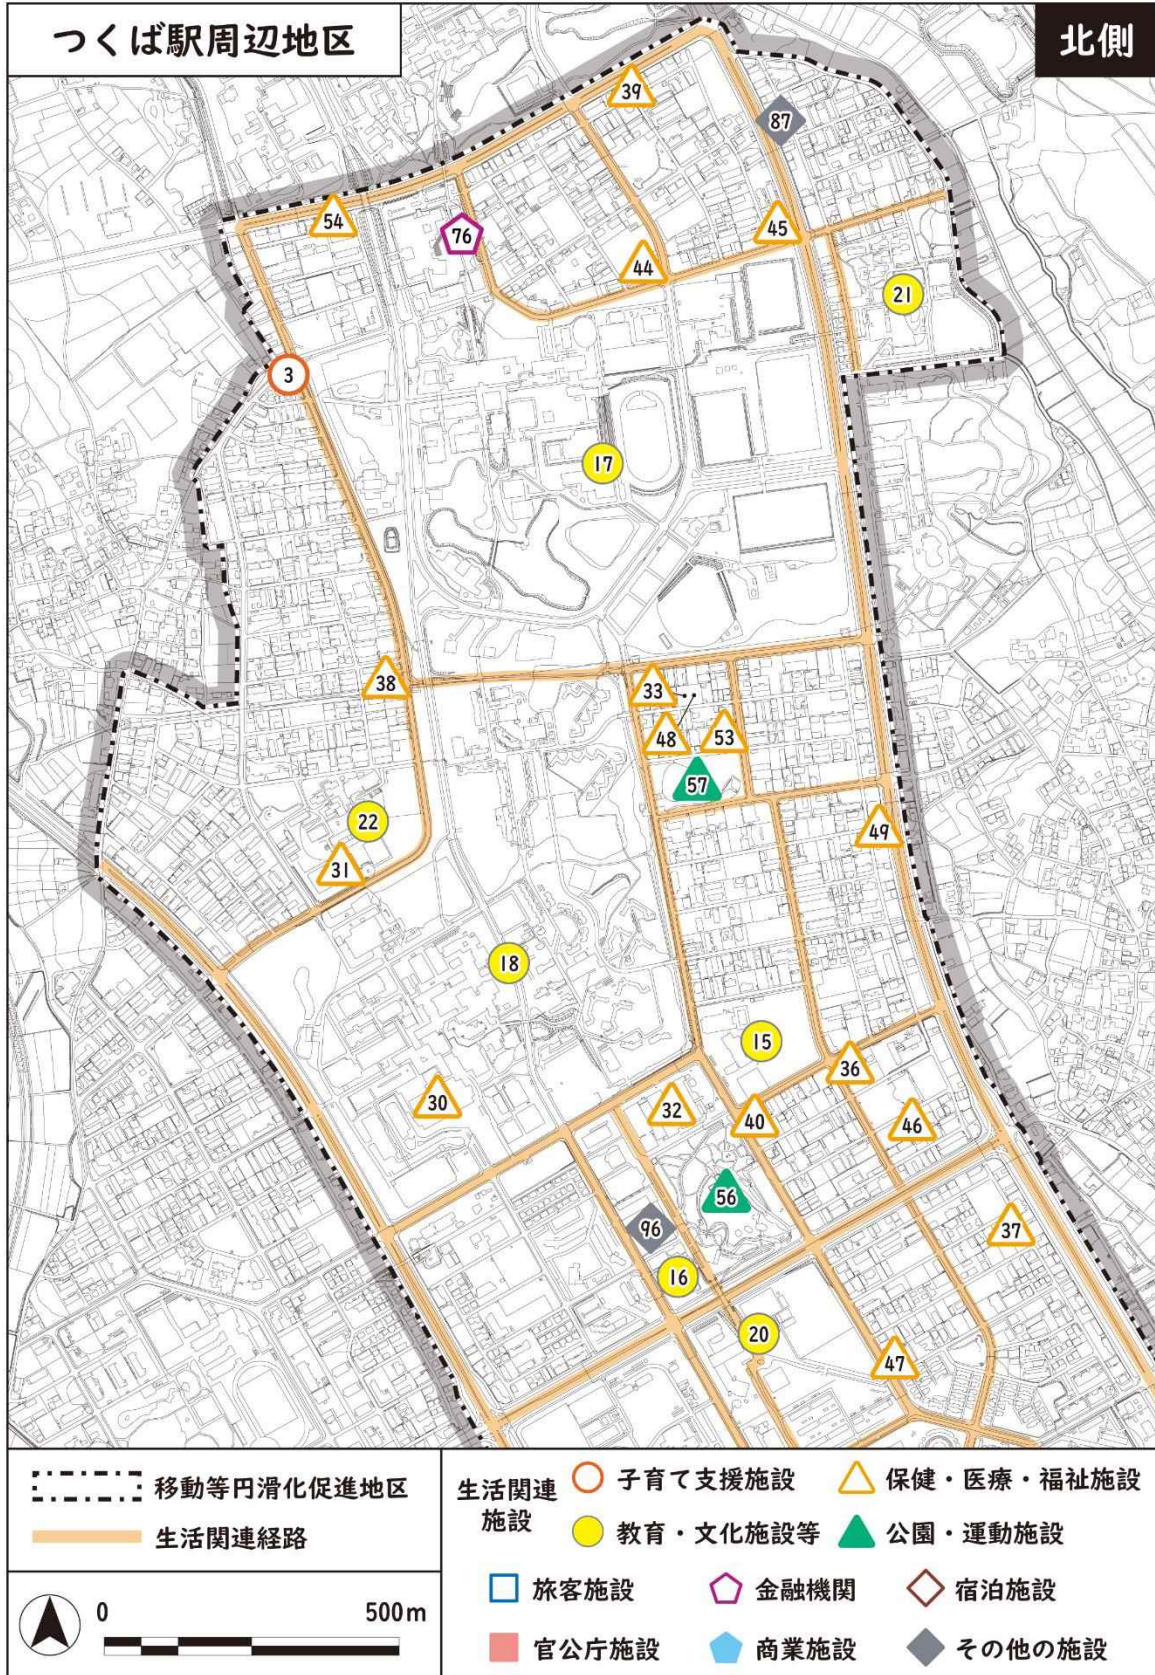 つくば駅周辺地区
北側
39
87
54
76
45
44
21
3
17
38
33
48
53
57
22
49
31
18
15
36
30
32
40
46
56
96
37
16
20
47
移動等円滑化促進地区
生活関連経路
0 500m
生活関連
施設
子育て支援施設
保健・医療・福祉施設
教育・文化施設等
公園・運動施設
旅客施設
金融機関
宿泊施設
官公庁施設
商業施設
その他の施設